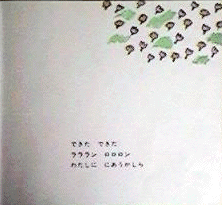 できた できた
ラララン ロロロン
わたしに にあうかしら